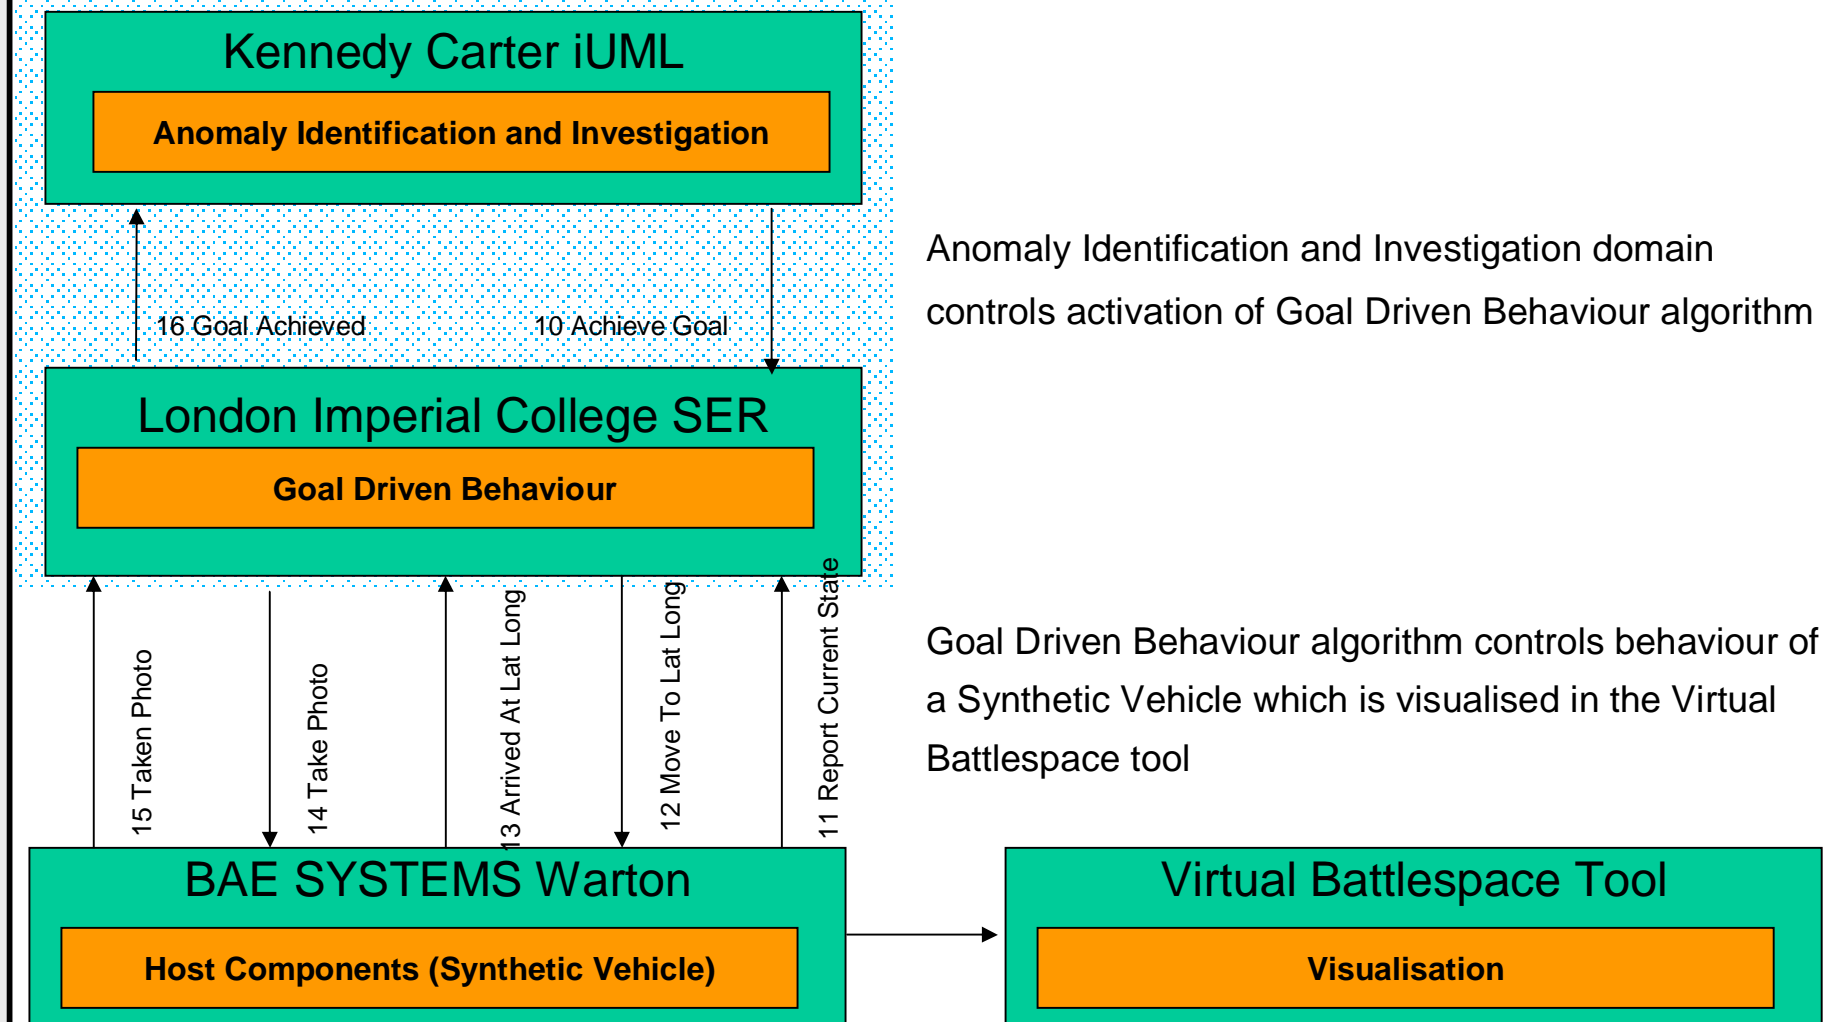 Kennedy Carter iUML
Anomaly Identification and Investigation
Anomaly Identification and Investigation domain
controls activation of Goal Driven Behaviour algorithm
16 Goal Achieved
10 Achieve Goal
London Imperial College SER
Goal Driven Behaviour
15 Taken Photo
14 Take Photo
13 Arrived At Lat Long
12 Move To Lat Long
11 Report Current State
Goal Driven Behaviour algorithm controls behaviour of
a Synthetic Vehicle which is visualised in the Virtual
Battlespace tool
BAE SYSTEMS Warton
Host Components (Synthetic Vehicle)
Virtual Battlespace Tool
Visualisation